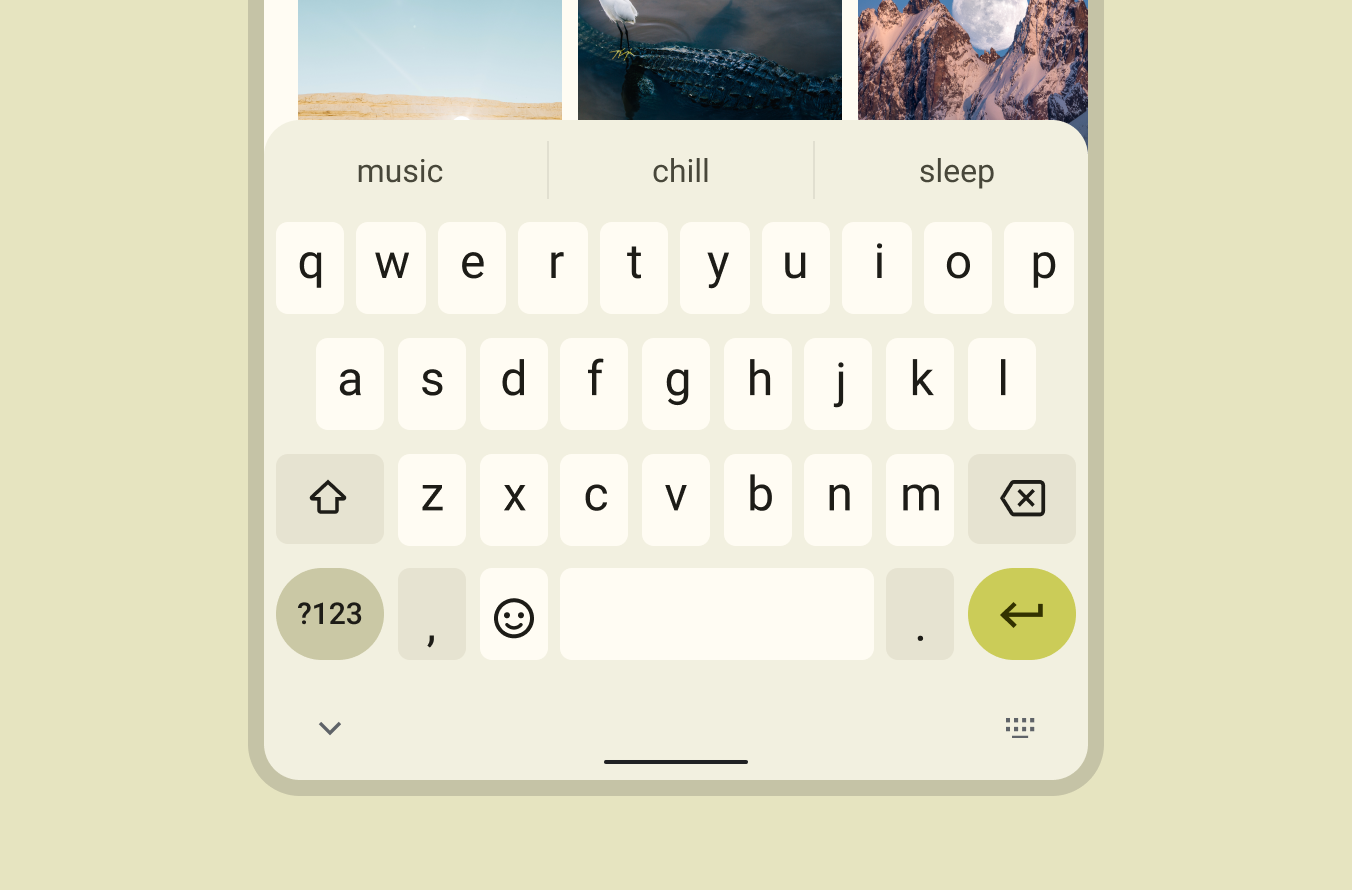 music chill sleep
q w e r t y u i o p
a s d f g h j k l
z x c v b n m
?123 , .